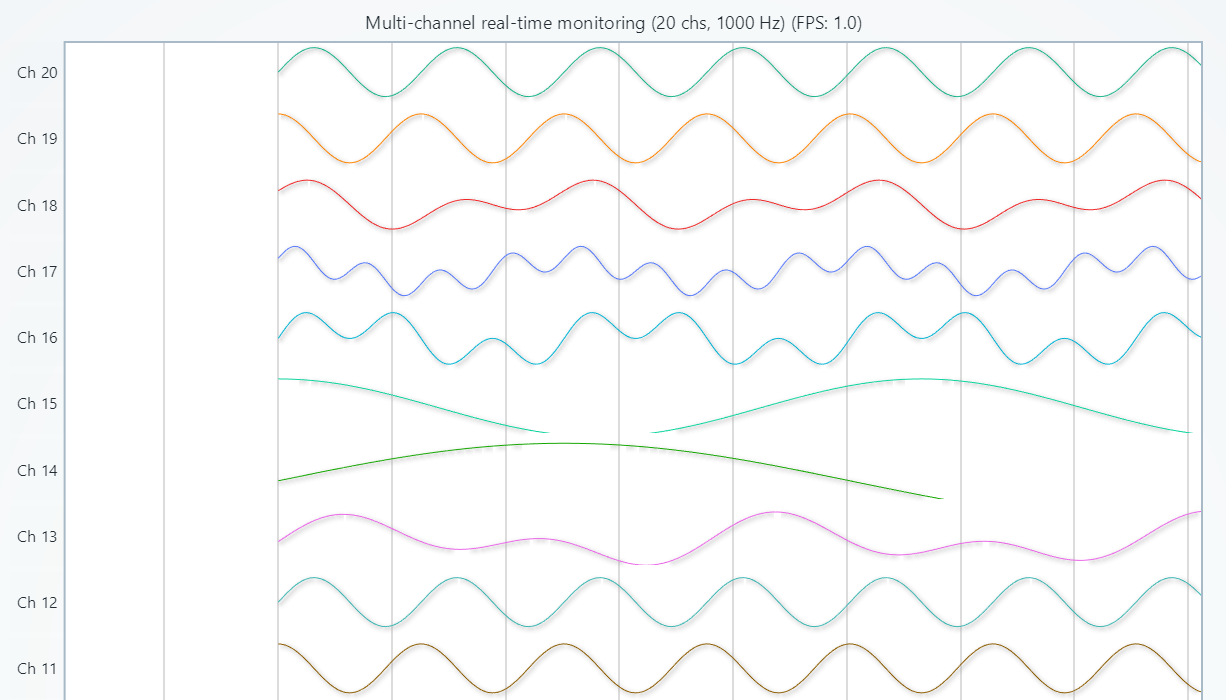 Multi-channel real-time monitoring (20 chs, 1000 Hz) (FPS: 1.0)
Ch 20
Ch 19
Ch 18
Ch 17
Ch 16
Ch 15
Ch 14
Ch 13
Ch 12
Ch 11